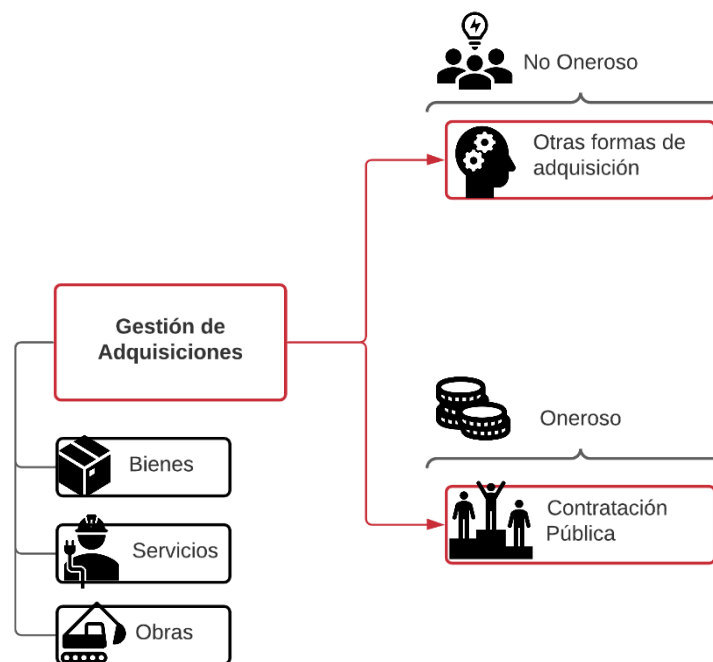 No Oneroso
Otras formas de
adquisición
Gestión de
Adquisiciones
Oneroso
Bienes
Contratación
Pública
Servicios
Obras